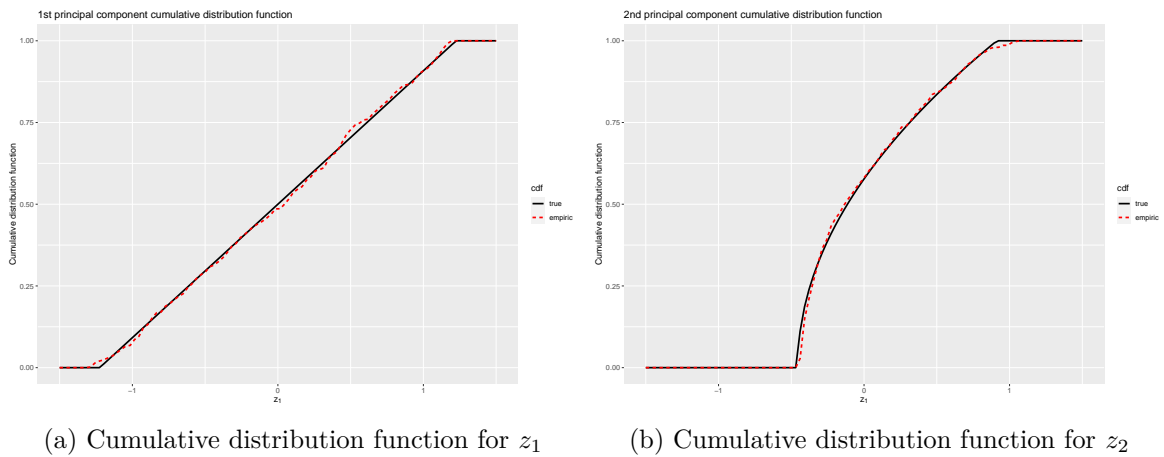 1st principal component cumulative distribution function
1.00
0.75
0.50
0.25
0.00
Cumulative distribution function
−1
0
1
z₁
cdf
true
empiric
2nd principal component cumulative distribution function
1.00
0.75
0.50
0.25
0.00
Cumulative distribution function
−1
0
1
z₁
cdf
true
empiric
(a) Cumulative distribution function for z₁
(b) Cumulative distribution function for z₂